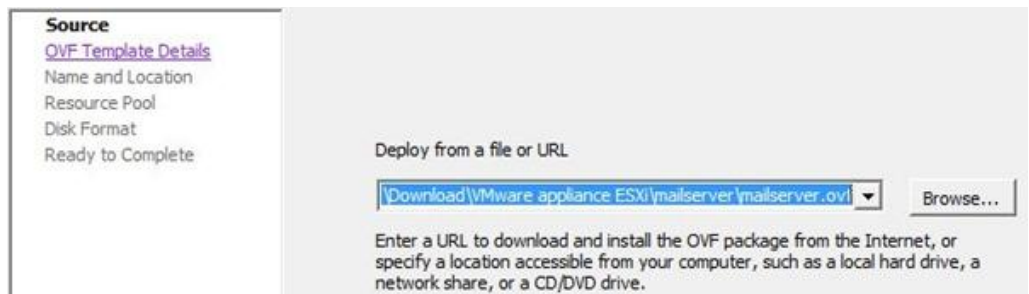 Source
OVF Template Details
Name and Location
Resource Pool
Disk Format
Ready to Complete
Deploy from a file or URL
\Download\VMware appliance ESXi\mailserver\mailserver.ovf
Browse...
Enter a URL to download and install the OVF package from the Internet, or
specify a location accessible from your computer, such as a local hard drive, a
network share, or a CD/DVD drive.